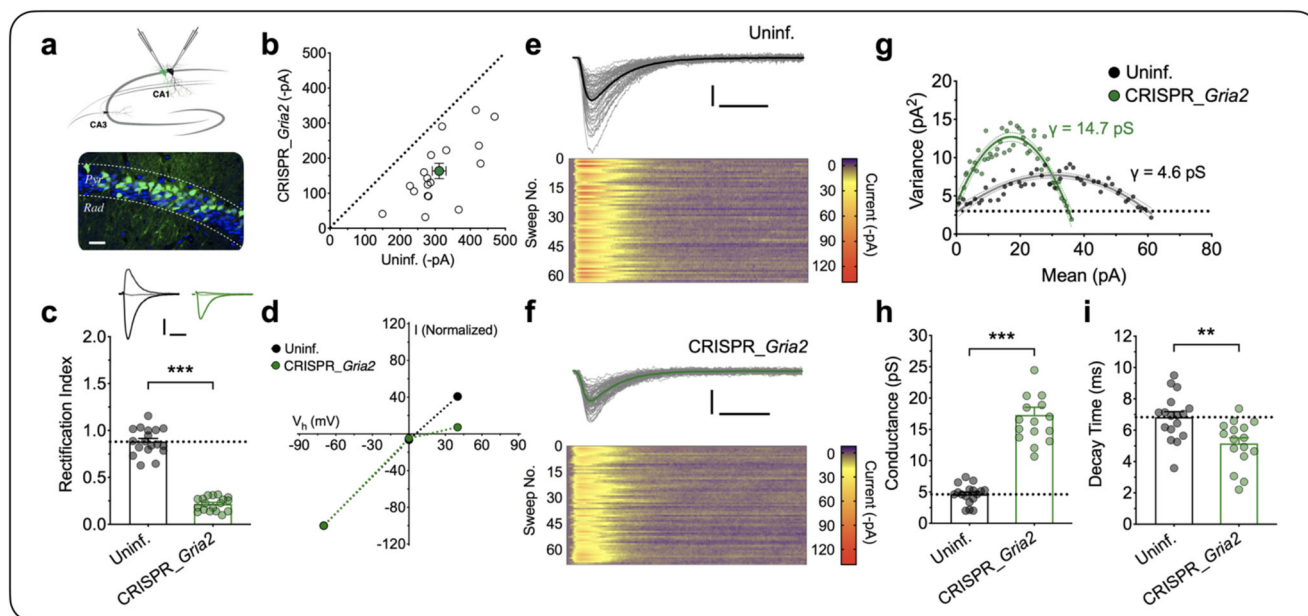 a
CA1
CA3
Pyr
Rad
b
CRISPR_Gria2 (-pA)
500
400
300
200
100
0
0 100 200 300 400 500
Uninf. (-pA)
c
Rectification Index
2.0
1.5
1.0
0.5
0.0
***
Uninf.
CRISPR_Gria2
d
I (Normalized)
Uninf.
CRISPR_Gria2
Vh (mV)
120
80
40
-40
-80
-120
-90 -60 -30 0 30 60 90
e
Uninf.
Sweep No.
0
15
30
45
60
0
30
60
90
120
Current (-pA)
f
CRISPR_Gria2
Sweep No.
0
15
30
45
60
0
30
60
90
120
Current (-pA)
g
Uninf.
CRISPR_Gria2
Variance (pA²)
20
15
10
5
0
γ = 14.7 pS
γ = 4.6 pS
0 20 40 60 80
Mean (pA)
h
Conductance (pS)
30
25
20
15
10
5
0
***
Uninf.
CRISPR_Gria2
i
Decay Time (ms)
12
10
8
6
4
2
0
**
Uninf.
CRISPR_Gria2